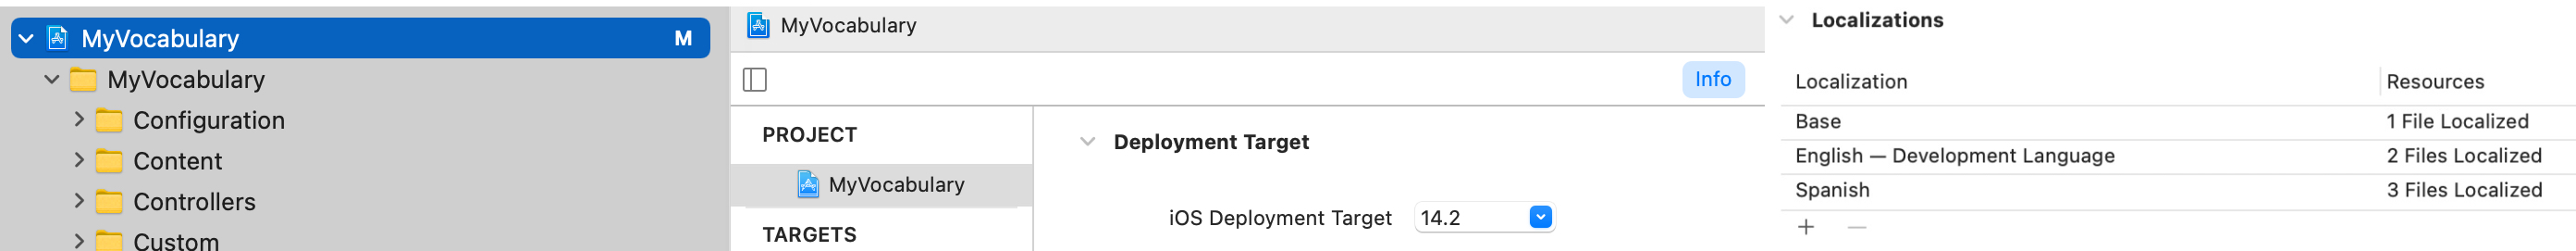 MyVocabulary M
MyVocabulary
Configuration
Content
Controllers
Custom
MyVocabulary
Info
PROJECT
MyVocabulary
TARGETS
Deployment Target
iOS Deployment Target 14.2
Localizations
Localization Resources
Base 1 File Localized
English — Development Language 2 Files Localized
Spanish 3 Files Localized